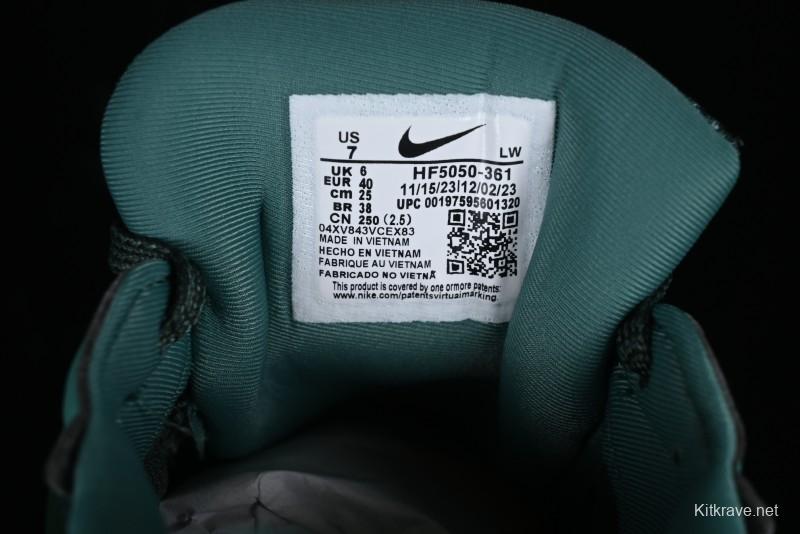 US
7
LW
UK 6
EUR 40
cm 25
BR 38
CN 250 (2.5)
HF5050-361
11/15/23|12/02/23
UPC 00197595601320
04XV843VCEX83
MADE IN VIETNAM
HECHO EN VIETNAM
FABRIQUE AU VIETNAM
FABRICADO NO VIETNÃ
This product is covered by one ormore patents:
www.nike.com/patentsvirtuaimarking.
Kitkrave.net